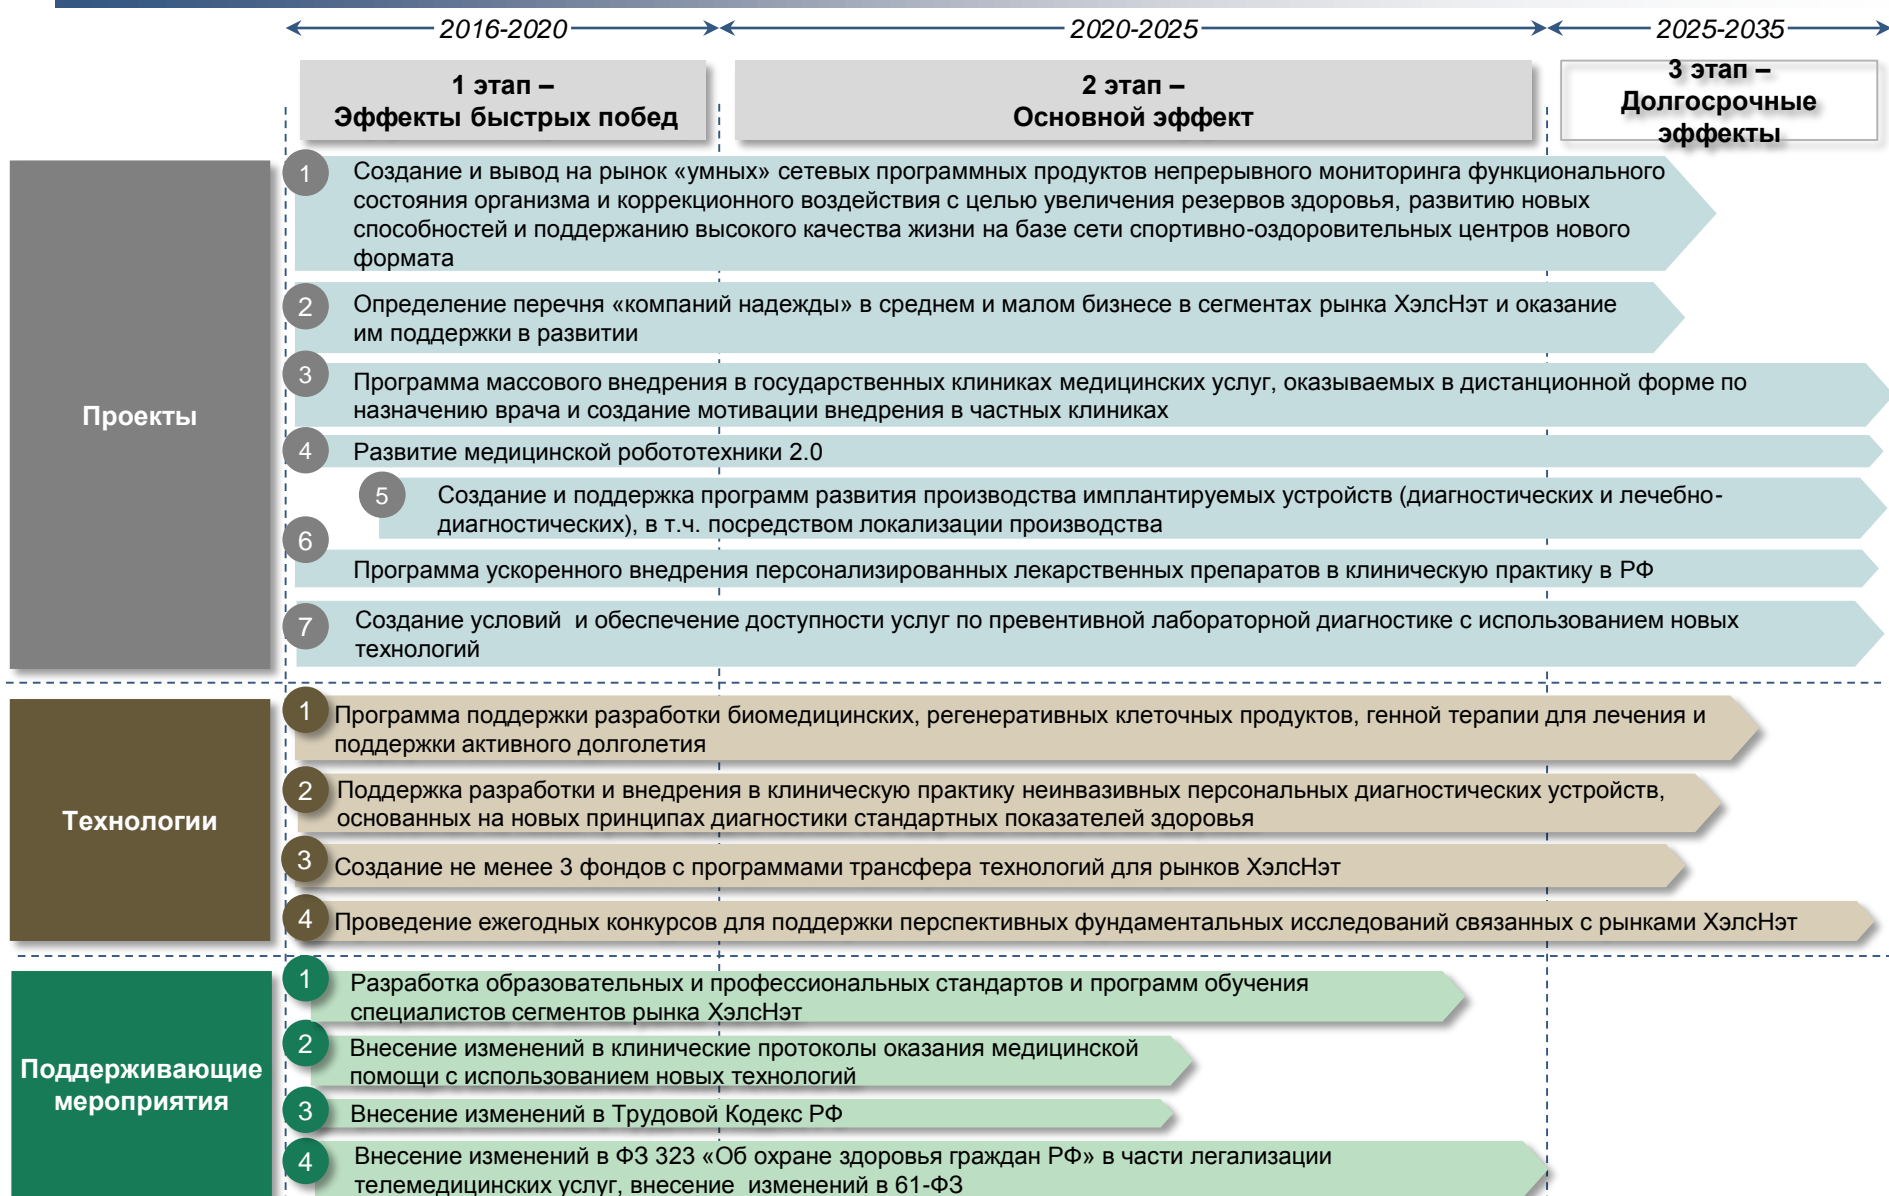 2016-2020
2020-2025
2025-2035
1 этап –
Эффекты быстрых побед
2 этап –
Основной эффект
3 этап –
Долгосрочные
эффекты
Проекты
1
Создание и вывод на рынок «умных» сетевых программных продуктов непрерывного мониторинга функционального
состояния организма и коррекционного воздействия с целью увеличения резервов здоровья, развитию новых
способностей и поддержанию высокого качества жизни на базе сети спортивно-оздоровительных центров нового
формата
2
Определение перечня «компаний надежды» в среднем и малом бизнесе в сегментах рынка ХэлсНэт и оказание
им поддержки в развитии
3
Программа массового внедрения в государственных клиниках медицинских услуг, оказываемых в дистанционной форме по
назначению врача и создание мотивации внедрения в частных клиниках
4
Развитие медицинской робототехники 2.0
5
Создание и поддержка программ развития производства имплантируемых устройств (диагностических и лечебно-
диагностических), в т.ч. посредством локализации производства
6
Программа ускоренного внедрения персонализированных лекарственных препаратов в клиническую практику в РФ
7
Создание условий  и обеспечение доступности услуг по превентивной лабораторной диагностике с использованием новых
технологий
Технологии
1
Программа поддержки разработки биомедицинских, регенеративных клеточных продуктов, генной терапии для лечения и
поддержки активного долголетия
2
Поддержка разработки и внедрения в клиническую практику неинвазивных персональных диагностических устройств,
основанных на новых принципах диагностики стандартных показателей здоровья
3
Создание не менее 3 фондов с программами трансфера технологий для рынков ХэлсНэт
4
Проведение ежегодных конкурсов для поддержки перспективных фундаментальных исследований связанных с рынками ХэлсНэт
Поддерживающие
мероприятия
1
Разработка образовательных и профессиональных стандартов и программ обучения
специалистов сегментов рынка ХэлсНэт
2
Внесение изменений в клинические протоколы оказания медицинской
помощи с использованием новых технологий
3
Внесение изменений в Трудовой Кодекс РФ
4
Внесение изменений в ФЗ 323 «Об охране здоровья граждан РФ» в части легализации
телемедицинских услуг, внесение  изменений в 61-ФЗ